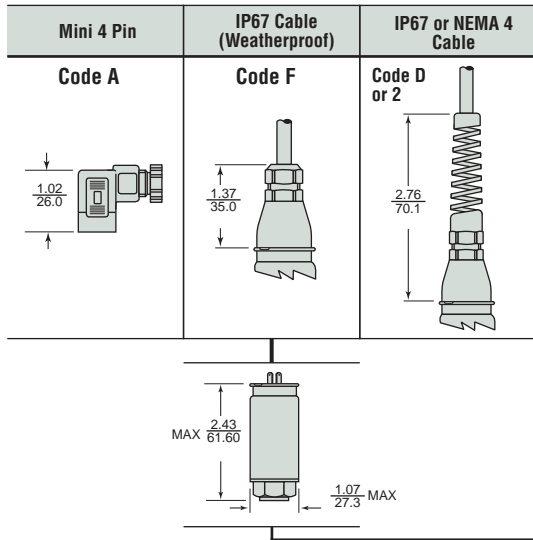 Mini 4 Pin
IP67 Cable
(Weatherproof)
IP67 or NEMA 4
Cable
Code A
Code F
Code D
or 2
1.02
26.0
1.37
35.0
2.76
70.1
MAX 2.43
61.60
1.07 MAX
27.3